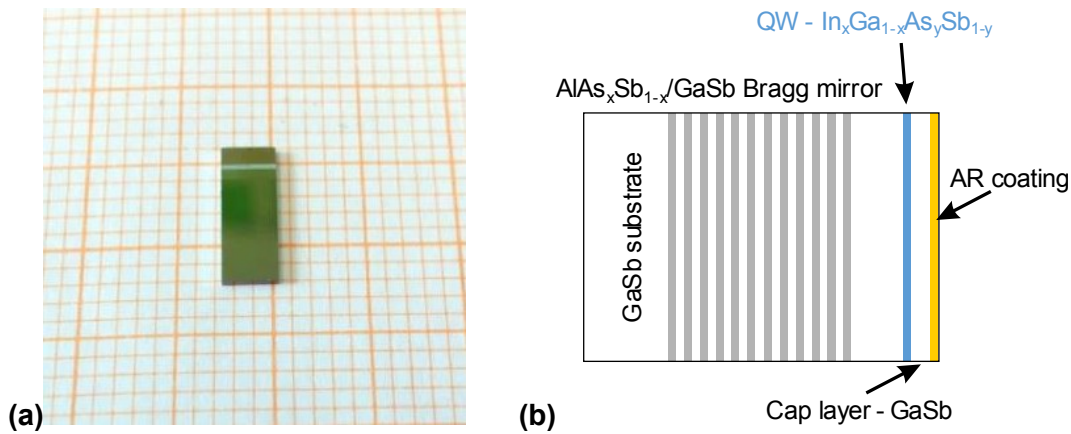 (a)
QW - InxGa1-xAsySb1-y
AlAsxSb1-x/GaSb Bragg mirror
GaSb substrate
AR coating
Cap layer - GaSb
(b)